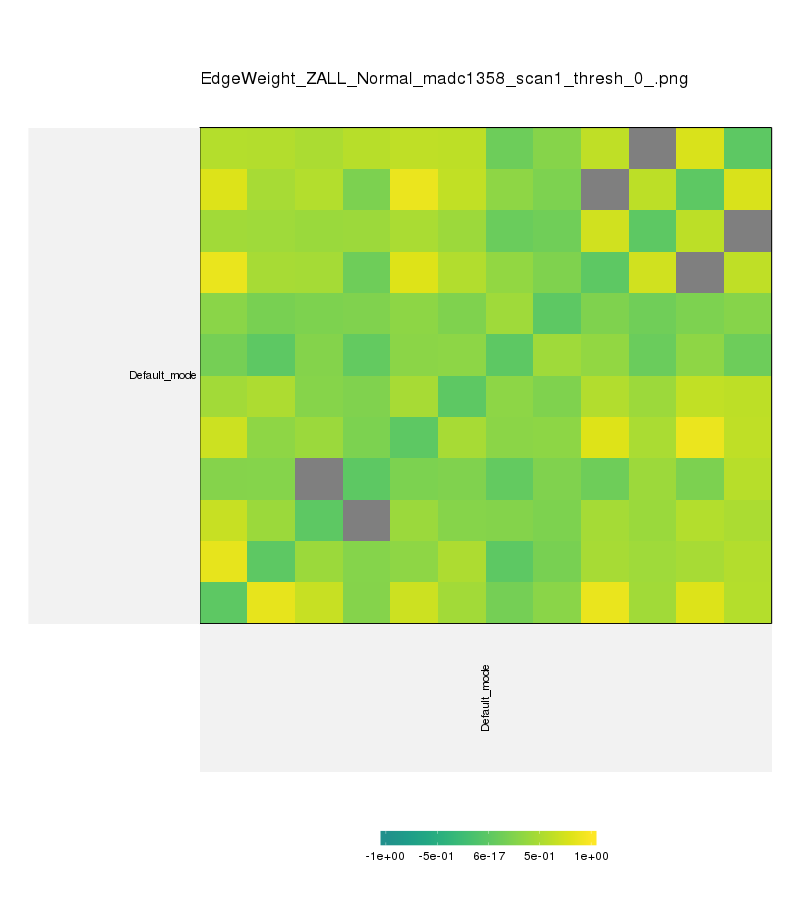 EdgeWeight_ZALL_Normal_madc1358_scan1_thresh_0_.png
Default_mode
Default_mode
-1e+00 -5e-01 6e-17 5e-01 1e+00